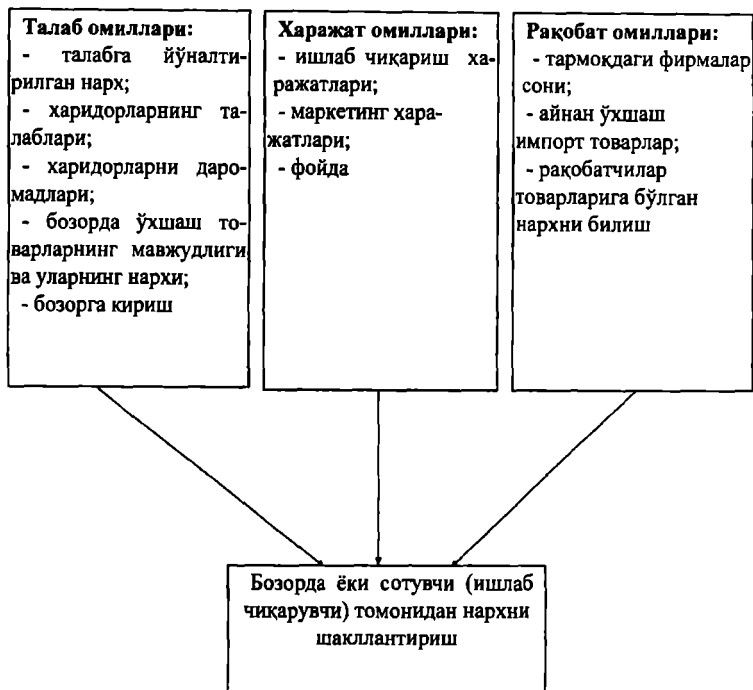 Талаб омиллари:
- талабга йўналти-
рилган нарх;
- харидорларнинг та-
лаблари;
- харидорларни даро-
мадлари;
- бозорда ўхшаш то-
варларнинг мавжудлиги
ва уларнинг нархи;
- бозорга кириш
Харажат омиллари:
- ишлаб чиқариш ха-
ражатлари;
- маркетинг хара-
жатлари;
- фойда
Рақобат омиллари:
- тармоқдаги фирмалар
сони;
- айнан ўхшаш
импорт товарлар;
- рақобатчилар
товарларига бўлган
нархни билиш
Бозорда ёки сотувчи (ишлаб
чиқарувчи) томонидан нархни
шакллантириш